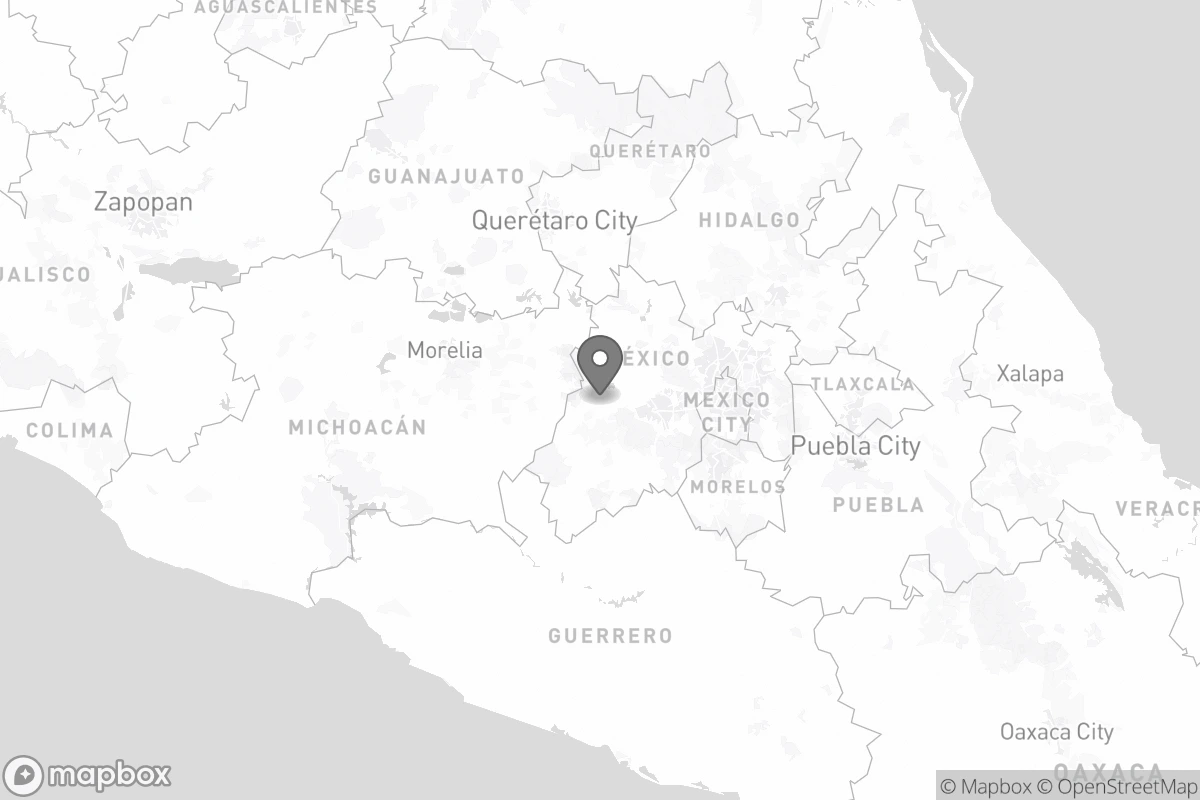 AGUASCALIENTES
QUERÉTARO
GUANAJUATO
Zapopan
Querétaro City
HIDALGO
JALISCO
Morelia
ÉXICO
Xalapa
TLAXCALA
MEXICO
CITY
MICHOACÁN
COLIMA
Puebla City
MORELOS
PUEBLA
VERACR
GUERRERO
Oaxaca City
OAXACA
mapbox
© Mapbox © OpenStreetMap